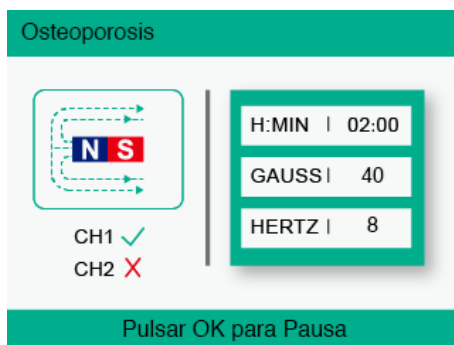 Osteoporosis
N S
CH1
CH2
H:MIN | 02:00
GAUSS | 40
HERTZ | 8
Pulsar OK para Pausa